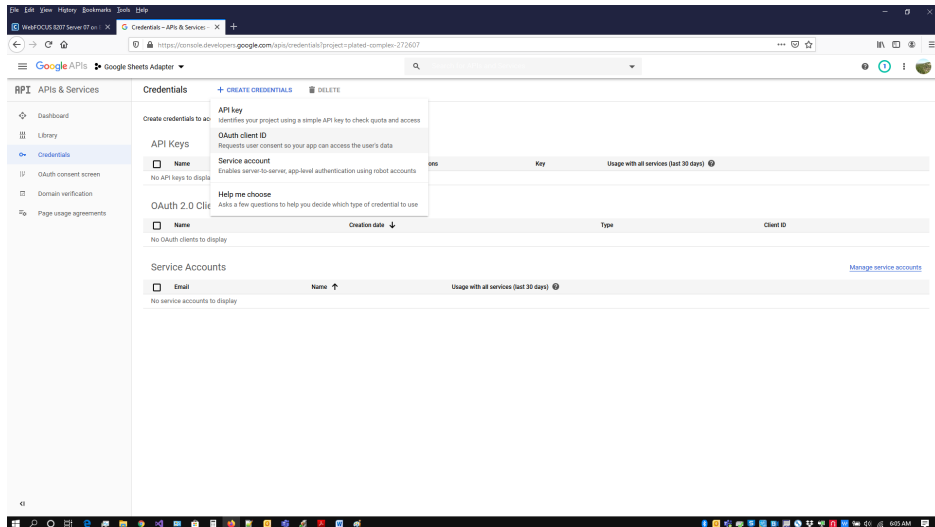 File Edit View History Bookmarks Tools Help
WebFOCUS 8207 Server 07 on
Credentials – APIs & Services –
https://console.developers.google.com/apis/credentials?project=plated-complex-272607
Google APIs Google Sheets Adapter
1
API APIs & Services
Credentials + CREATE CREDENTIALS DELETE
Dashboard
Library
Credentials
OAuth consent screen
Domain verification
Page usage agreements
Create credentials to ac
API key
Identifies your project using a simple API key to check quota and access
OAuth client ID
Requests user consent so your app can access the user's data
Service account
Enables server-to-server, app-level authentication using robot accounts
Help me choose
Asks a few questions to help you decide which type of credential to use
API Keys
Name ons Key Usage with all services (last 30 days)
No API keys to displa
OAuth 2.0 Clie
Name Creation date Type Client ID
No OAuth clients to display
Service Accounts
Manage service accounts
Email Name Usage with all services (last 30 days)
No service accounts to display
6:05 AM